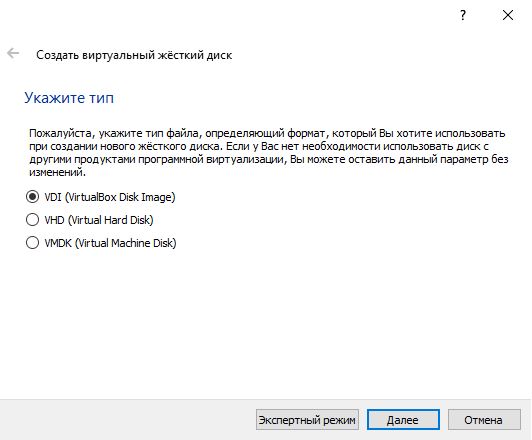 ?
Создать виртуальный жёсткий диск
Укажите тип
Пожалуйста, укажите тип файла, определяющий формат, который Вы хотите использовать
при создании нового жёсткого диска. Если у Вас нет необходимости использовать диск с
другими продуктами программной виртуализации, Вы можете оставить данный параметр без
изменений.
VDI (VirtualBox Disk Image)
VHD (Virtual Hard Disk)
VMDK (Virtual Machine Disk)
Экспертный режим Далее Отмена